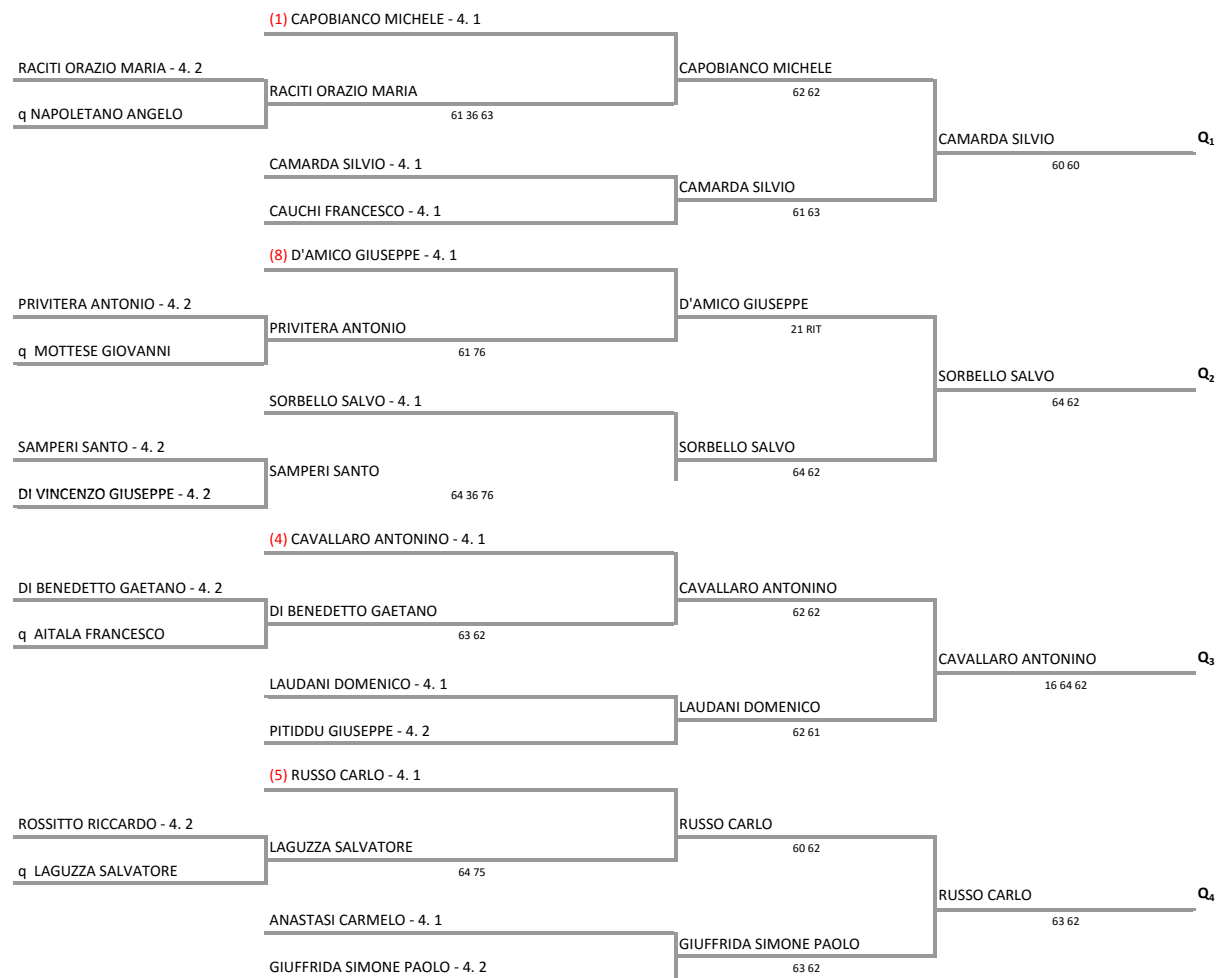 (1) CAPOBIANCO MICHELE - 4. 1
RACITI ORAZIO MARIA - 4. 2
CAPOBIANCO MICHELE
RACITI ORAZIO MARIA
62 62
q NAPOLETANO ANGELO
61 36 63
CAMARDA SILVIO
Q1
CAMARDA SILVIO - 4. 1
60 60
CAMARDA SILVIO
CAUCHI FRANCESCO - 4. 1
61 63
(8) D'AMICO GIUSEPPE - 4. 1
PRIVITERA ANTONIO - 4. 2
D'AMICO GIUSEPPE
PRIVITERA ANTONIO
21 RIT
q MOTTESE GIOVANNI
61 76
SORBELLO SALVO
Q2
SORBELLO SALVO - 4. 1
64 62
SAMPERI SANTO - 4. 2
SORBELLO SALVO
SAMPERI SANTO
64 62
DI VINCENZO GIUSEPPE - 4. 2
64 36 76
(4) CAVALLARO ANTONINO - 4. 1
DI BENEDETTO GAETANO - 4. 2
CAVALLARO ANTONINO
DI BENEDETTO GAETANO
62 62
q AITALA FRANCESCO
63 62
CAVALLARO ANTONINO
Q3
LAUDANI DOMENICO - 4. 1
16 64 62
LAUDANI DOMENICO
PITIDDU GIUSEPPE - 4. 2
62 61
(5) RUSSO CARLO - 4. 1
ROSSITTO RICCARDO - 4. 2
RUSSO CARLO
LAGUZZA SALVATORE
60 62
q LAGUZZA SALVATORE
64 75
RUSSO CARLO
Q4
ANASTASI CARMELO - 4. 1
63 62
GIUFFRIDA SIMONE PAOLO
GIUFFRIDA SIMONE PAOLO - 4. 2
63 62